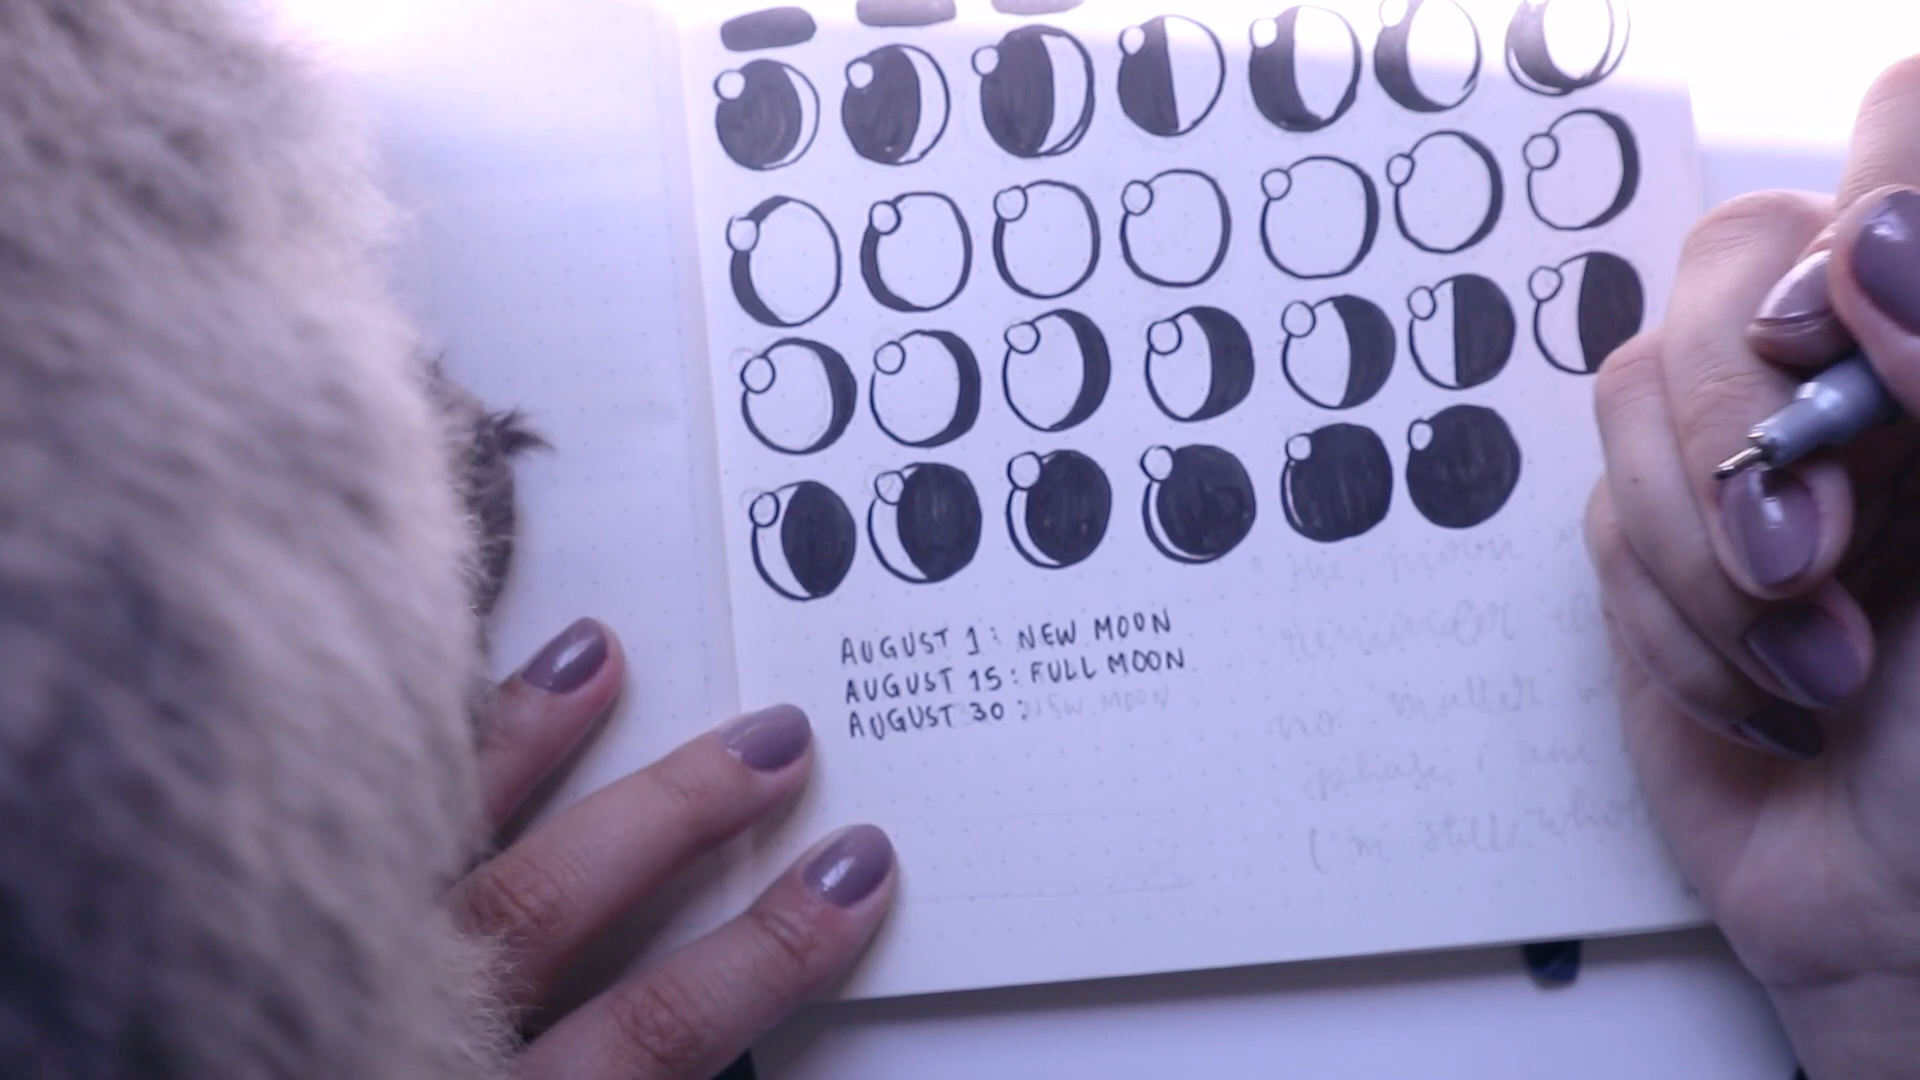 AUGUST 1: NEW MOON
AUGUST 15: FULL MOON
AUGUST 30: NEW MOON
"the moon
reminder
no matter
phase i am
i'm still